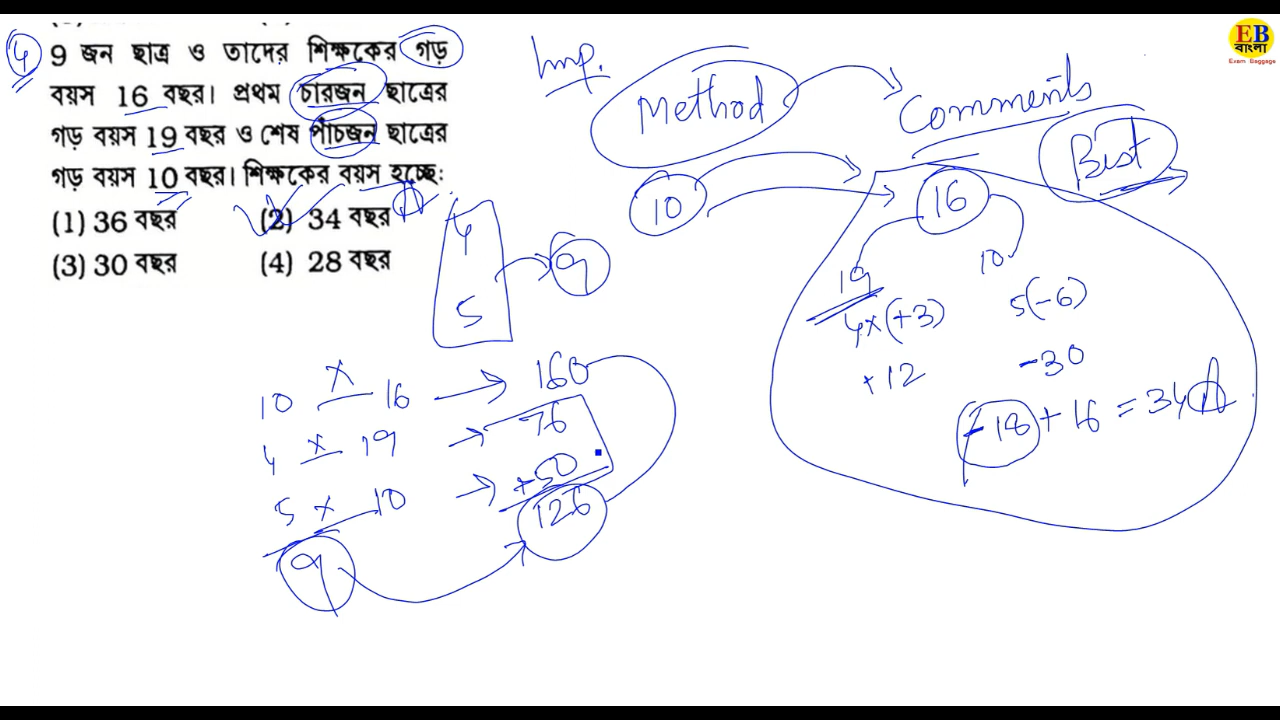 4 9 জন ছাত্র ও তাদের শিক্ষকের গড়
বয়স 16 বছর। প্রথম চারজন ছাত্রের
গড় বয়স 19 বছর ও শেষ পাঁচজন ছাত্রের
গড় বয়স 10 বছর। শিক্ষকের বয়স হচ্ছে:
(1) 36 বছর (2) 34 বছর
(3) 30 বছর (4) 28 বছর
4
5
9
Imp.
Method
Comments
Best
10
16
19 10
4×(+3) 5(-6)
+12 -30
-18 + 16 = 34
10 × 16 → 160
4 × 19 → 76
5 × 10 → +50
9 126
EB
বাংলা
Exam Baggage